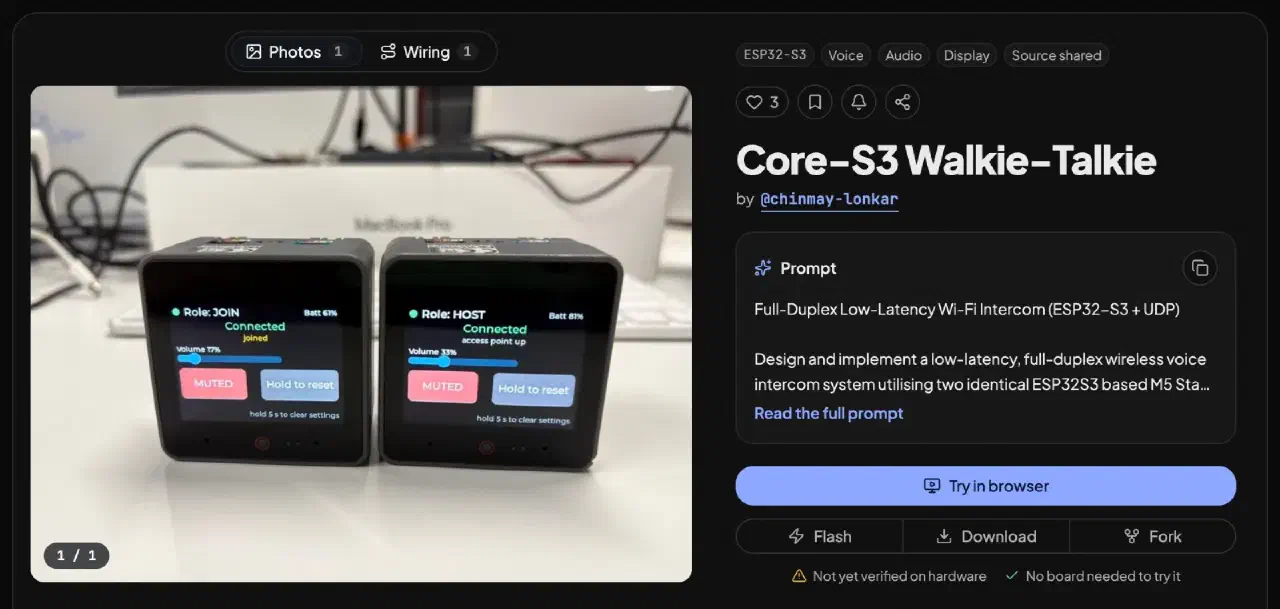 Photos 1
Wiring 1
MacBook Pro
Role: JOIN
Batt 61%
Connected
joined
Volume 17%
MUTED
Hold to reset
hold 5 s to clear settings
Role: HOST
Batt 81%
Connected
access point up
Volume 33%
MUTED
Hold to reset
hold 5 s to clear settings
1 / 1
ESP32-S3
Voice
Audio
Display
Source shared
3
Core-S3 Walkie-Talkie
by @chinmay-lonkar
Prompt
Full-Duplex Low-Latency Wi-Fi Intercom (ESP32-S3 + UDP)
Design and implement a low-latency, full-duplex wireless voice
intercom system utilising two identical ESP32S3 based M5 Sta...
Read the full prompt
Try in browser
Flash
Download
Fork
Not yet verified on hardware
No board needed to try it